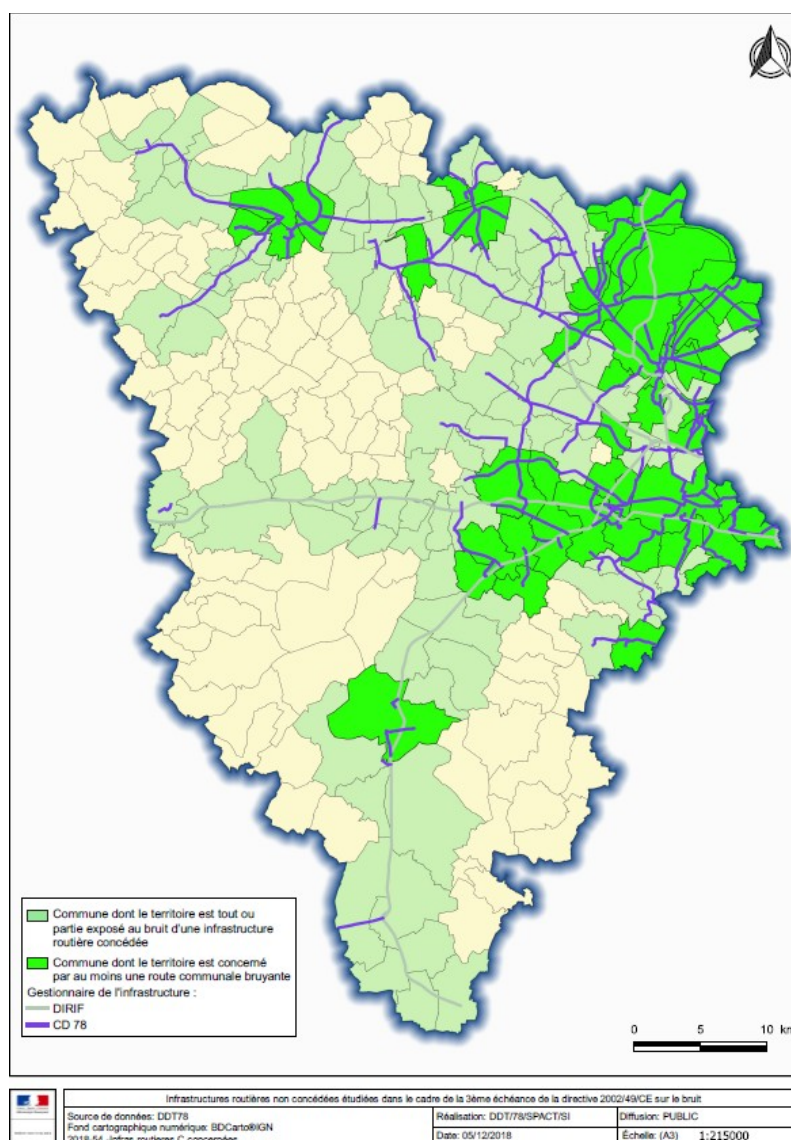 Commune dont le territoire est tout ou
partie exposé au bruit d'une infrastructure
routière concédée
Commune dont le territoire est concerné
par au moins une route communale bruyante
Gestionnaire de l'infrastructure :
DIRIF
CD 78
0 5 10 km
Infrastructures routières non concédées étudiées dans le cadre de la 3ème échéance de la directive 2002/49/CE sur le bruit
Source de données: DDT78
Fond cartographique numérique: BDCarto®IGN
Réalisation: DDT/78/SPACT/SI
Diffusion: PUBLIC
Date: 05/12/2018
Échelle: (A3) 1:215000